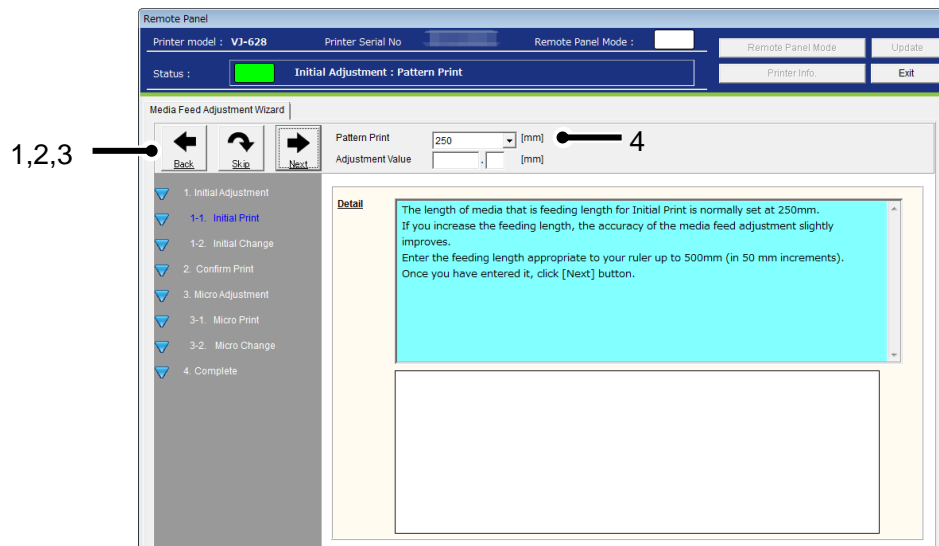 Remote Panel
Printer model : VJ-628 Printer Serial No Remote Panel Mode :
Remote Panel Mode Update
Status : Initial Adjustment : Pattern Print
Printer Info. Exit
Media Feed Adjustment Wizard
Back Skip Next
Pattern Print 250 [mm]
Adjustment Value . [mm]
1,2,3
4
1. Initial Adjustment
1-1. Initial Print
1-2. Initial Change
2. Confirm Print
3. Micro Adjustment
3-1. Micro Print
3-2. Micro Change
4. Complete
Detail
The length of media that is feeding length for Initial Print is normally set at 250mm.
If you increase the feeding length, the accuracy of the media feed adjustment slightly
improves.
Enter the feeding length appropriate to your ruler up to 500mm (in 50 mm increments).
Once you have entered it, click [Next] button.